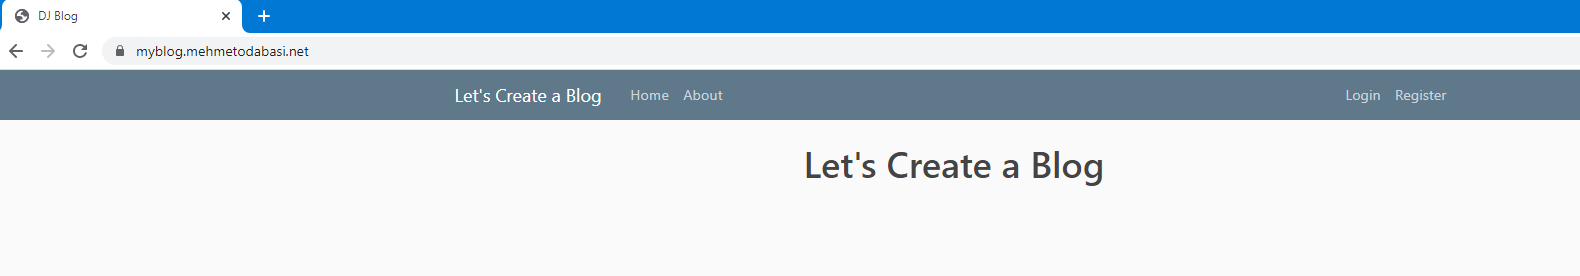 DJ Blog
myblog.mehmetodabasi.net
Let's Create a Blog Home About Login Register
Let's Create a Blog